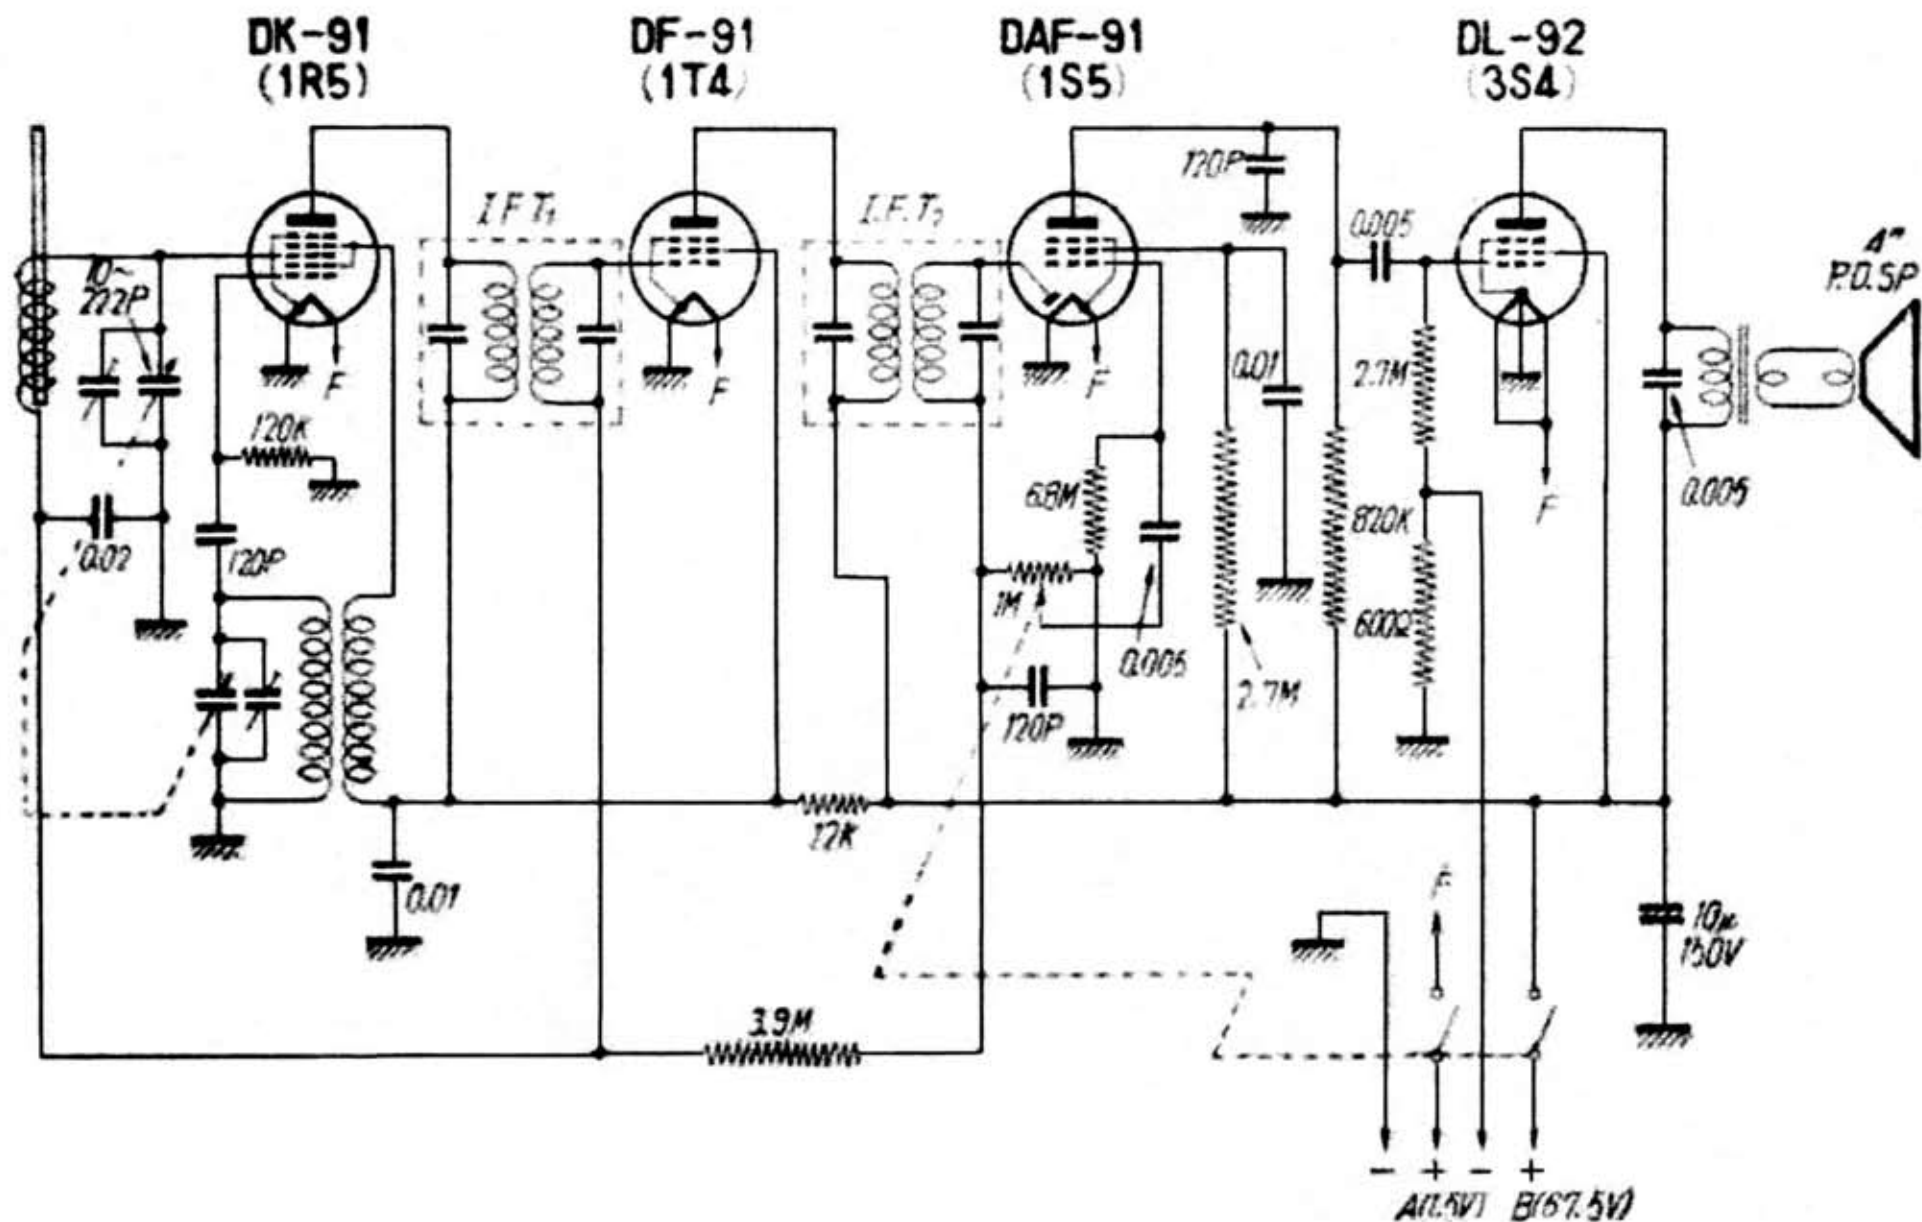 DK-91
(1R5)
DF-91
(1T4)
DAF-91
(1S5)
DL-92
(3S4)
I.F.T₁
I.F.T₂
120P
0.005
4"
P.D.SP
10~
222P
F
F
F
0.01
2.7M
120K
6.8M
F
0.005
0.02
120P
820K
1M
600Ω
0.005
2.7M
120P
12K
0.01
F
10μ
150V
3.9M
- + - +
A(1.5V) B(67.5V)